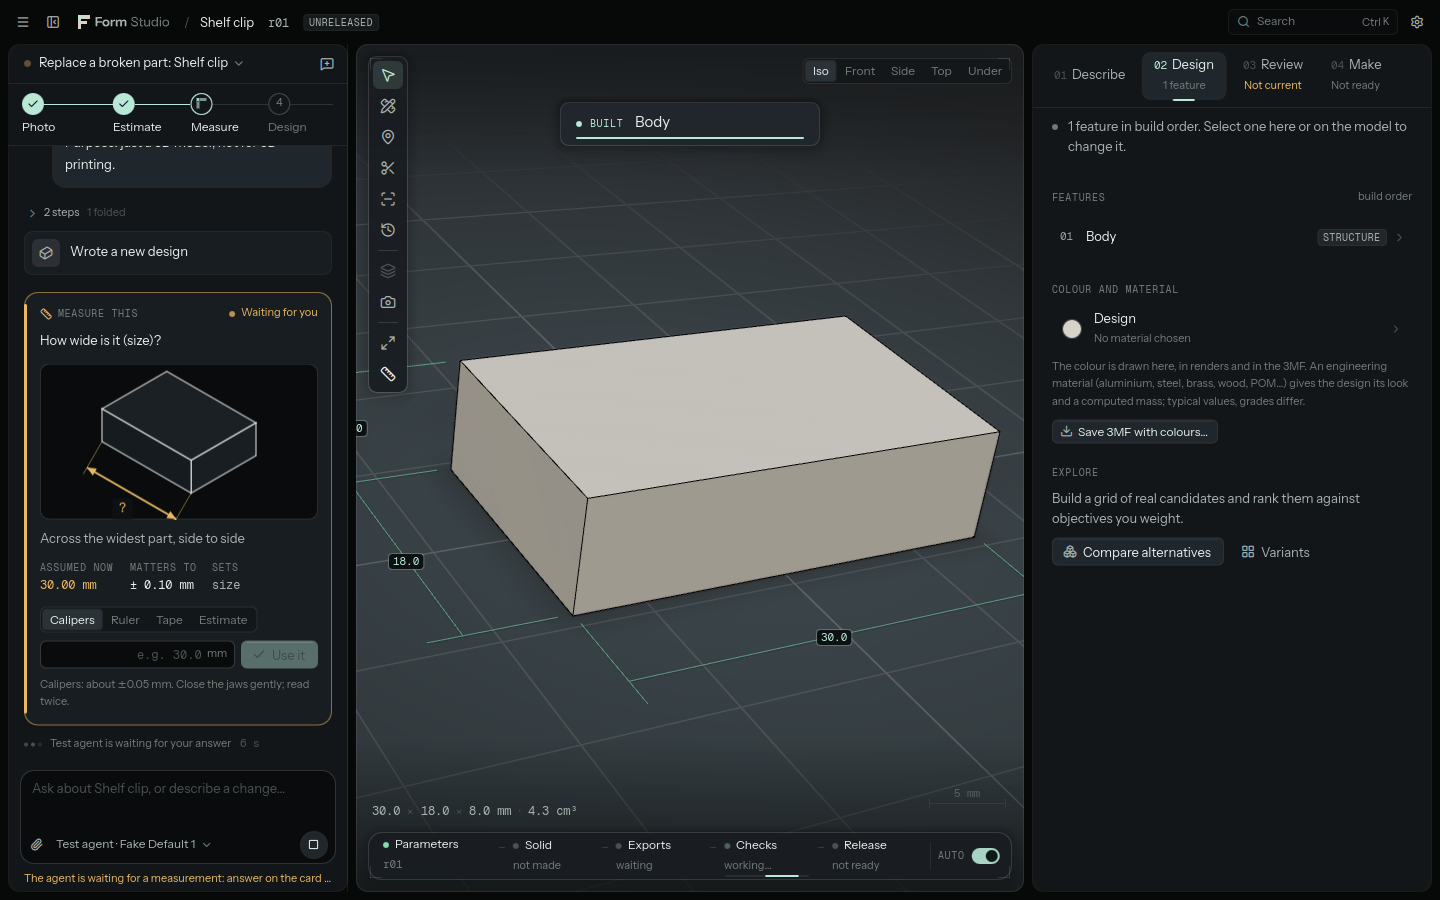 Form Studio / Shelf clip r01 UNRELEASED
Search Ctrl K
Replace a broken part: Shelf clip
4
Photo Estimate Measure Design
printing.
2 steps 1 folded
Wrote a new design
MEASURE THIS Waiting for you
How wide is it (size)?
?
Across the widest part, side to side
ASSUMED NOW MATTERS TO SETS
30.00 mm ± 0.10 mm size
Calipers Ruler Tape Estimate
e.g. 30.0 mm Use it
Calipers: about ±0.05 mm. Close the jaws gently; read
twice.
Test agent is waiting for your answer 6 s
Ask about Shelf clip, or describe a change...
Test agent · Fake Default 1
The agent is waiting for a measurement: answer on the card ...
Iso Front Side Top Under
BUILT Body
0
18.0
30.0
5 mm
30.0 × 18.0 × 8.0 mm · 4.3 cm³
Parameters Solid Exports Checks Release
r01 not made waiting working... not ready
AUTO
01 Describe 02 Design 03 Review 04 Make
1 feature Not current Not ready
1 feature in build order. Select one here or on the model to
change it.
FEATURES build order
01 Body STRUCTURE
COLOUR AND MATERIAL
Design
No material chosen
The colour is drawn here, in renders and in the 3MF. An engineering
material (aluminium, steel, brass, wood, POM...) gives the design its look
and a computed mass; typical values, grades differ.
Save 3MF with colours...
EXPLORE
Build a grid of real candidates and rank them against
objectives you weight.
Compare alternatives Variants